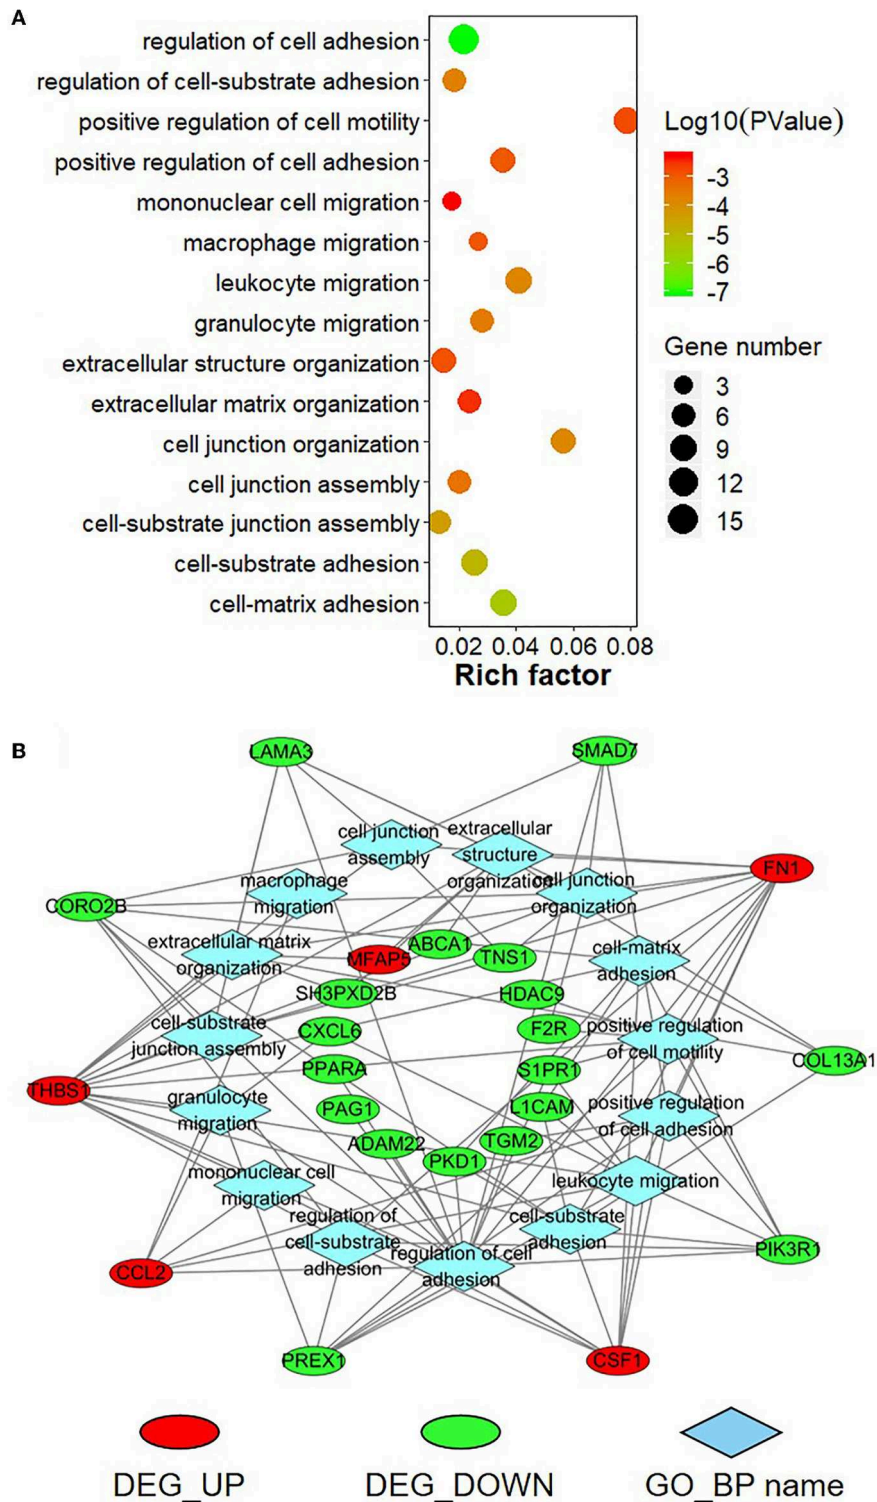 A
regulation of cell adhesion
regulation of cell-substrate adhesion
positive regulation of cell motility
positive regulation of cell adhesion
mononuclear cell migration
macrophage migration
leukocyte migration
granulocyte migration
extracellular structure organization
extracellular matrix organization
cell junction organization
cell junction assembly
cell-substrate junction assembly
cell-substrate adhesion
cell-matrix adhesion
0.02 0.04 0.06 0.08
Rich factor
Log10(PValue)
-3
-4
-5
-6
-7
Gene number
3
6
9
12
15
B
LAMA3
SMAD7
cell junction
assembly
extracellular
structure
organization
FN1
macrophage
migration
cell junction
organization
CORO2B
extracellular matrix
organization
MFAP5
ABCA1
TNS1
cell-matrix
adhesion
SH3PXD2B
HDAC9
cell-substrate
junction assembly
CXCL6
F2R
positive regulation
of cell motility
COL13A1
PPARA
S1PR1
THBS1
granulocyte
migration
PAG1
L1CAM
positive regulation
of cell adhesion
ADAM22
TGM2
PKD1
mononuclear cell
migration
leukocyte migration
regulation of
cell-substrate
adhesion
regulation of cell
adhesion
cell-substrate
adhesion
PIK3R1
CCL2
PREX1
CSF1
DEG_UP
DEG_DOWN
GO_BP name